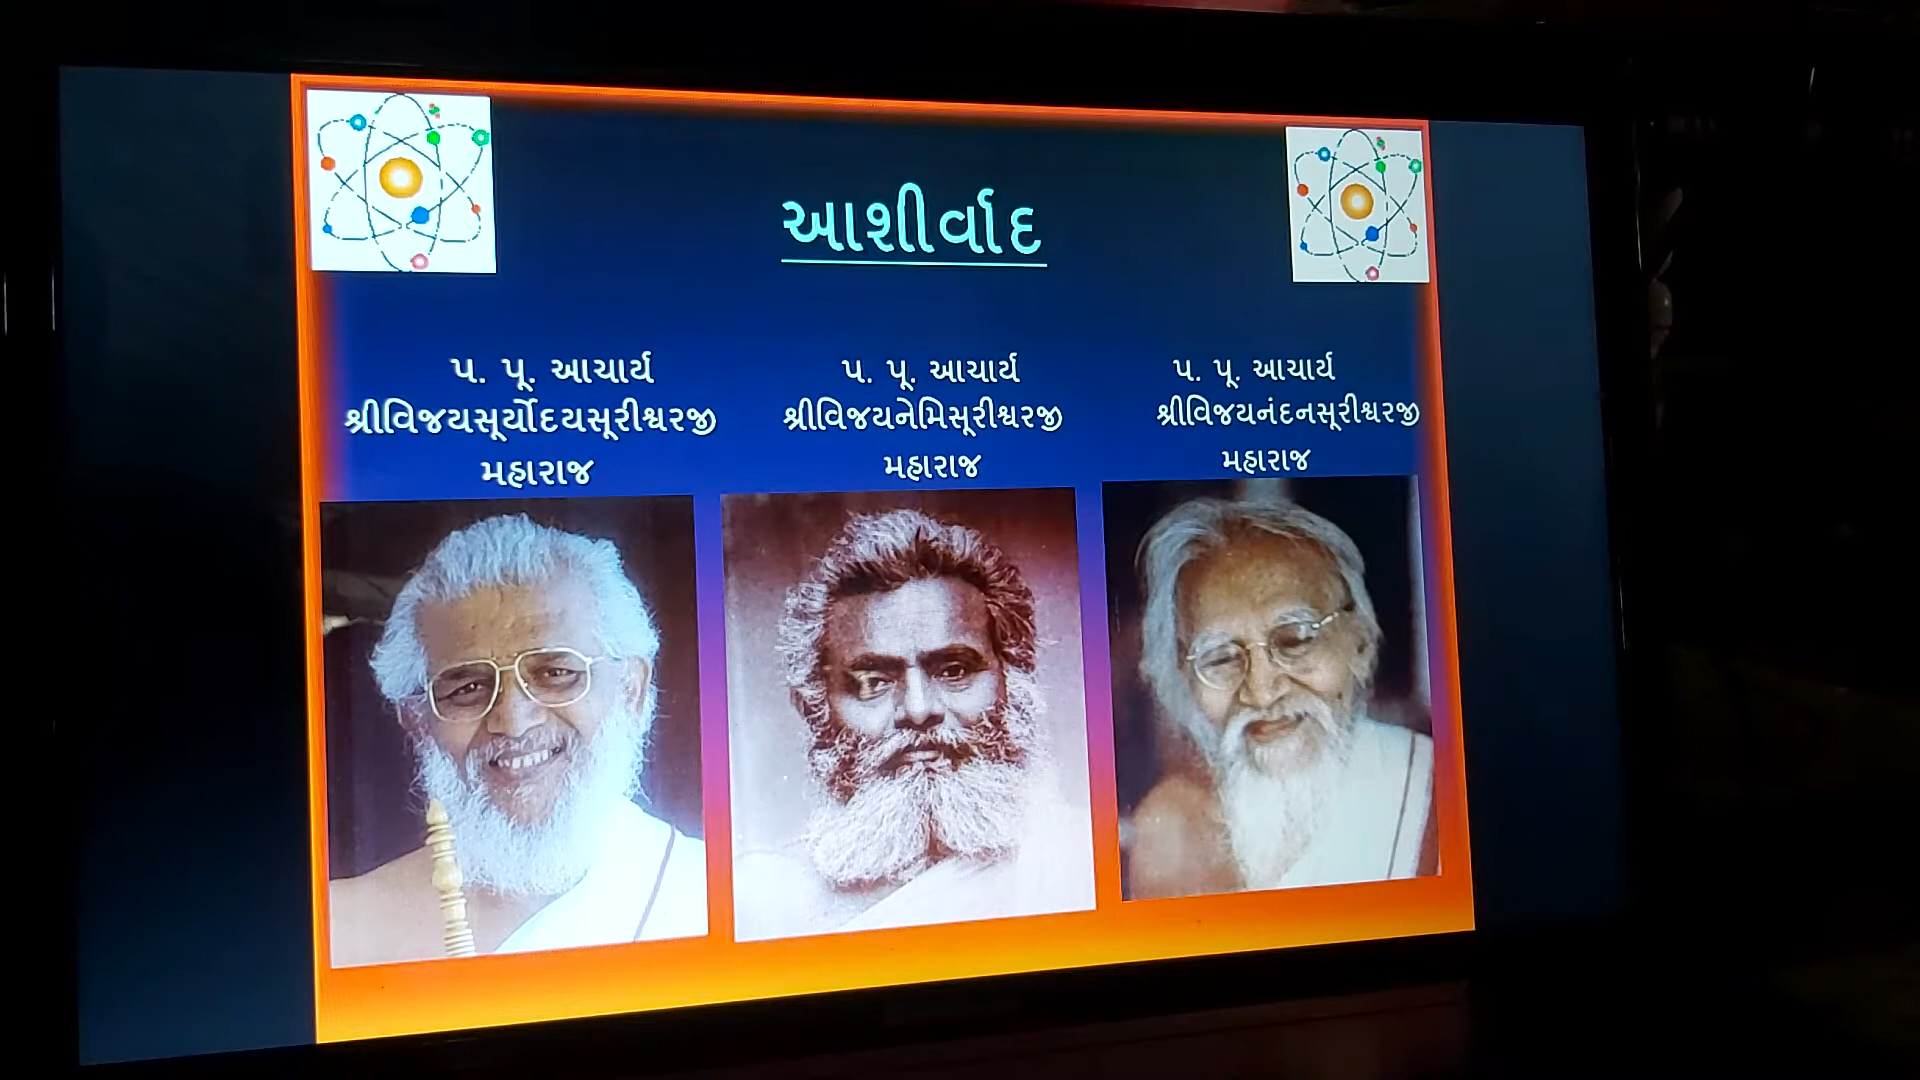 આશીર્વાદ
પ. પૂ. આચાર્ય
શ્રીવિજયસૂર્યોદયસૂરીશ્વરજી
મહારાજ
પ. પૂ. આચાર્ય
શ્રીવિજયનેમિસૂરીશ્વરજી
મહારાજ
પ. પૂ. આચાર્ય
શ્રીવિજયનંદનસૂરીશ્વરજી
મહારાજ